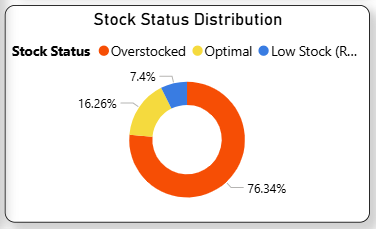 Stock Status Distribution
Stock Status Overstocked Optimal Low Stock (R...
7.4%
16.26%
76.34%